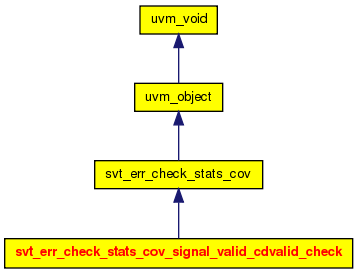 uvm_void
uvm_object
svt_err_check_stats_cov
svt_err_check_stats_cov_signal_valid_cdvalid_check